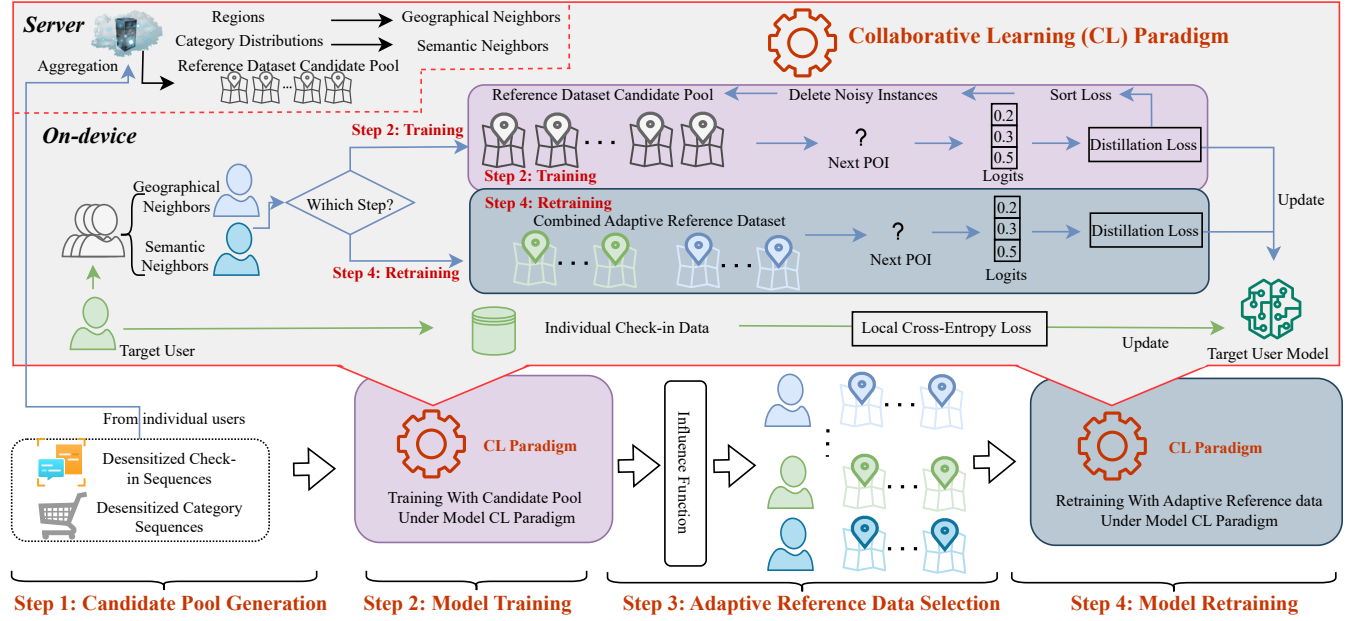 Server
Regions
Geographical Neighbors
Category Distributions
Semantic Neighbors
Aggregation
Reference Dataset Candidate Pool
...
Collaborative Learning (CL) Paradigm
On-device
Step 2: Training
Reference Dataset Candidate Pool
Delete Noisy Instances
Sort Loss
...
?
Next POI
0.2
0.3
0.5
Logits
Distillation Loss
Step 2: Training
Geographical
Neighbors
Semantic
Neighbors
Wihich Step?
Update
Step 4: Retraining
Step 4: Retraining
Combined Adaptive Reference Dataset
...
...
?
Next POI
0.2
0.3
0.5
Logits
Distillation Loss
Target User
Individual Check-in Data
Local Cross-Entropy Loss
Update
Target User Model
From individual users
Desensitized Check-
in Sequences
Desensitized Category
Sequences
CL Paradigm
Training With Candidate Pool
Under Model CL Paradigm
Influence Function
...
...
...
...
CL Paradigm
Retraining With Adaptive Reference data
Under Model CL Paradigm
Step 1: Candidate Pool Generation
Step 2: Model Training
Step 3: Adaptive Reference Data Selection
Step 4: Model Retraining